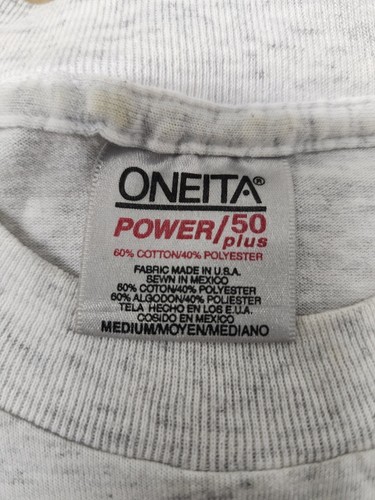 ONEITA®
POWER/50
plus
60% COTTON/40% POLYESTER
FABRIC MADE IN U.S.A.
SEWN IN MEXICO
60% COTTON/40% POLYESTER
60% ALGODON/40% POLIESTER
TELA HECHO EN LOS E.U.A.
COSIDO EN MEXICO
MEDIUM/MOYEN/MEDIANO